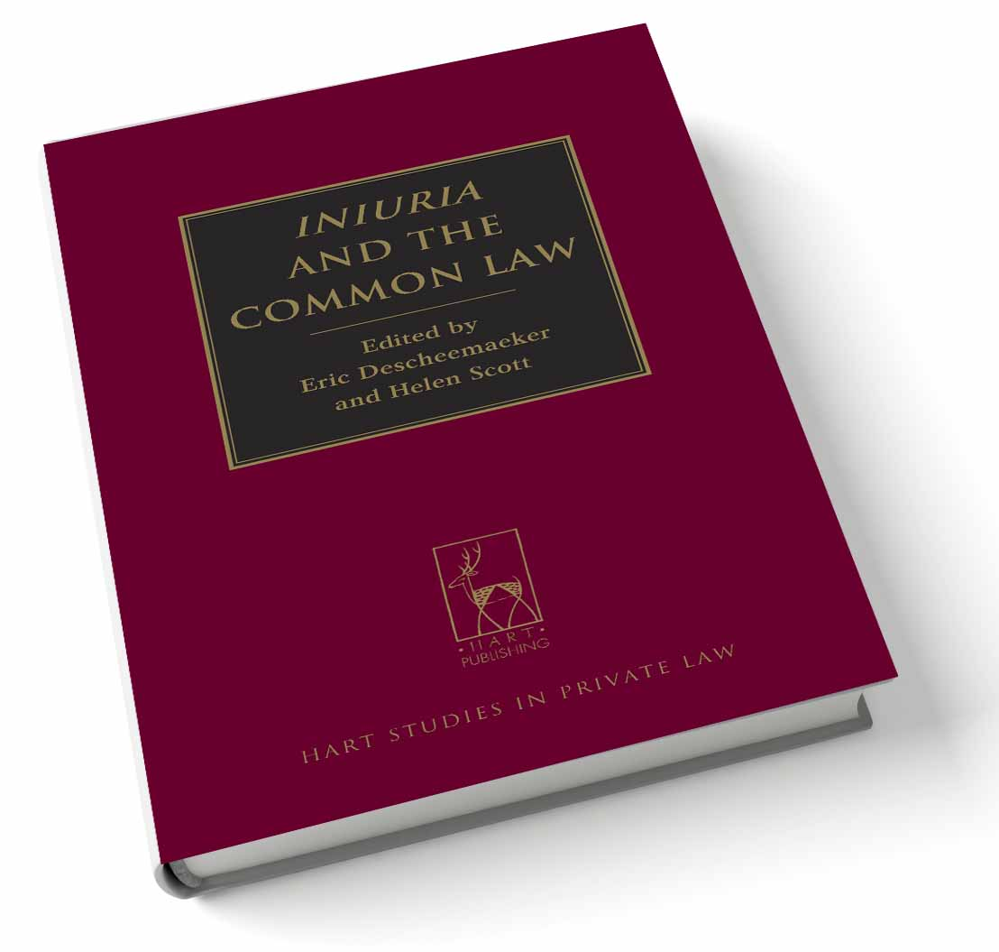 INIURIA
AND THE
COMMON LAW
Edited by
Eric Descheemaeker
and Helen Scott
• HART •
PUBLISHING
HART STUDIES IN PRIVATE LAW